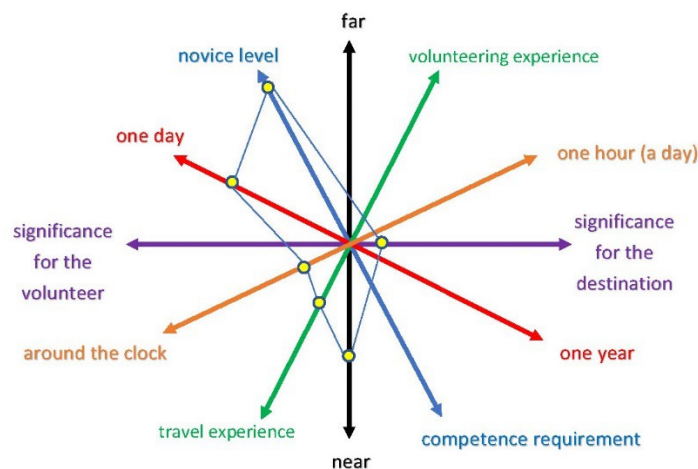 far
novice level
volunteering experience
one day
one hour (a day)
significance
for the
volunteer
significance
for the
destination
around the clock
one year
travel experience
competence requirement
near